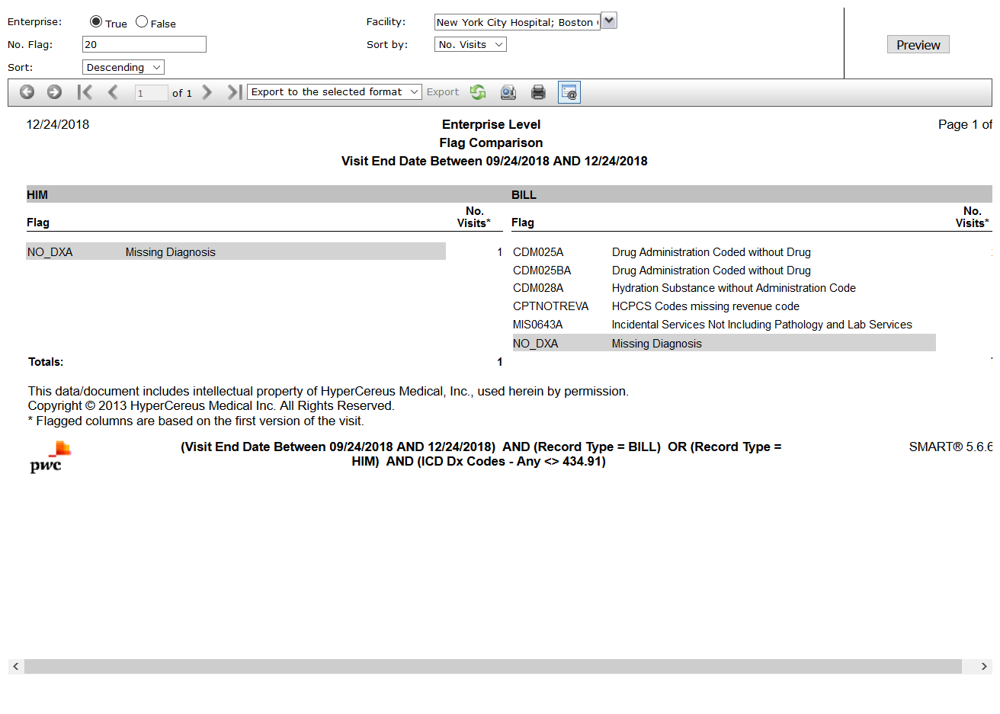 Enterprise: True False Facility: New York City Hospital; Boston
No. Flag: 20 Sort by: No. Visits
Preview
Sort: Descending
1 of 1 Export to the selected format Export
12/24/2018 Enterprise Level Page 1 of
Flag Comparison
Visit End Date Between 09/24/2018 AND 12/24/2018
HIM BILL
No. No.
Flag Visits* Flag Visits*
NO_DXA Missing Diagnosis 1 CDM025A Drug Administration Coded without Drug
CDM025BA Drug Administration Coded without Drug
CDM028A Hydration Substance without Administration Code
CPTNOTREVA HCPCS Codes missing revenue code
MIS0643A Incidental Services Not Including Pathology and Lab Services
NO_DXA Missing Diagnosis
Totals: 1
This data/document includes intellectual property of HyperCereus Medical, Inc., used herein by permission.
Copyright © 2013 HyperCereus Medical Inc. All Rights Reserved.
* Flagged columns are based on the first version of the visit.
(Visit End Date Between 09/24/2018 AND 12/24/2018) AND (Record Type = BILL) OR (Record Type = SMART® 5.6.6
HIM) AND (ICD Dx Codes - Any <> 434.91)
pwc